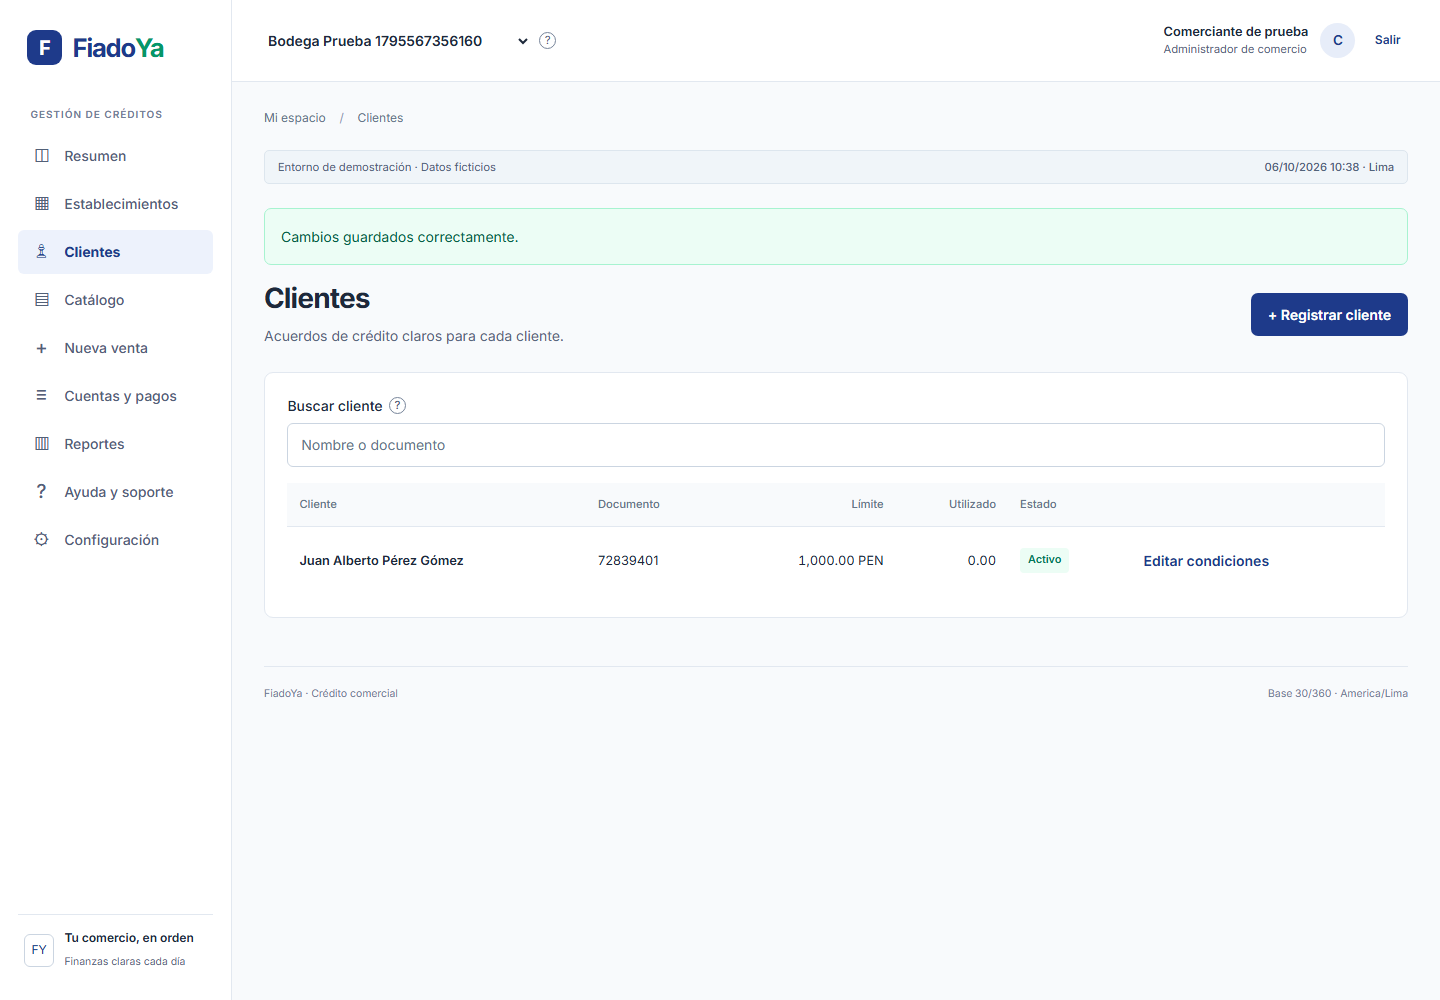 F FiadoYa
GESTIÓN DE CRÉDITOS
Resumen
Establecimientos
Clientes
Catálogo
+ Nueva venta
Cuentas y pagos
Reportes
? Ayuda y soporte
Configuración
FY
Tu comercio, en orden
Finanzas claras cada día
Bodega Prueba 1795567356160 ?
Comerciante de prueba
Administrador de comercio
C
Salir
Mi espacio / Clientes
Entorno de demostración · Datos ficticios 06/10/2026 10:38 · Lima
Cambios guardados correctamente.
Clientes
Acuerdos de crédito claros para cada cliente.
+ Registrar cliente
Buscar cliente ?
Nombre o documento
Cliente Documento Límite Utilizado Estado
Juan Alberto Pérez Gómez 72839401 1,000.00 PEN 0.00 Activo Editar condiciones
FiadoYa · Crédito comercial Base 30/360 · America/Lima